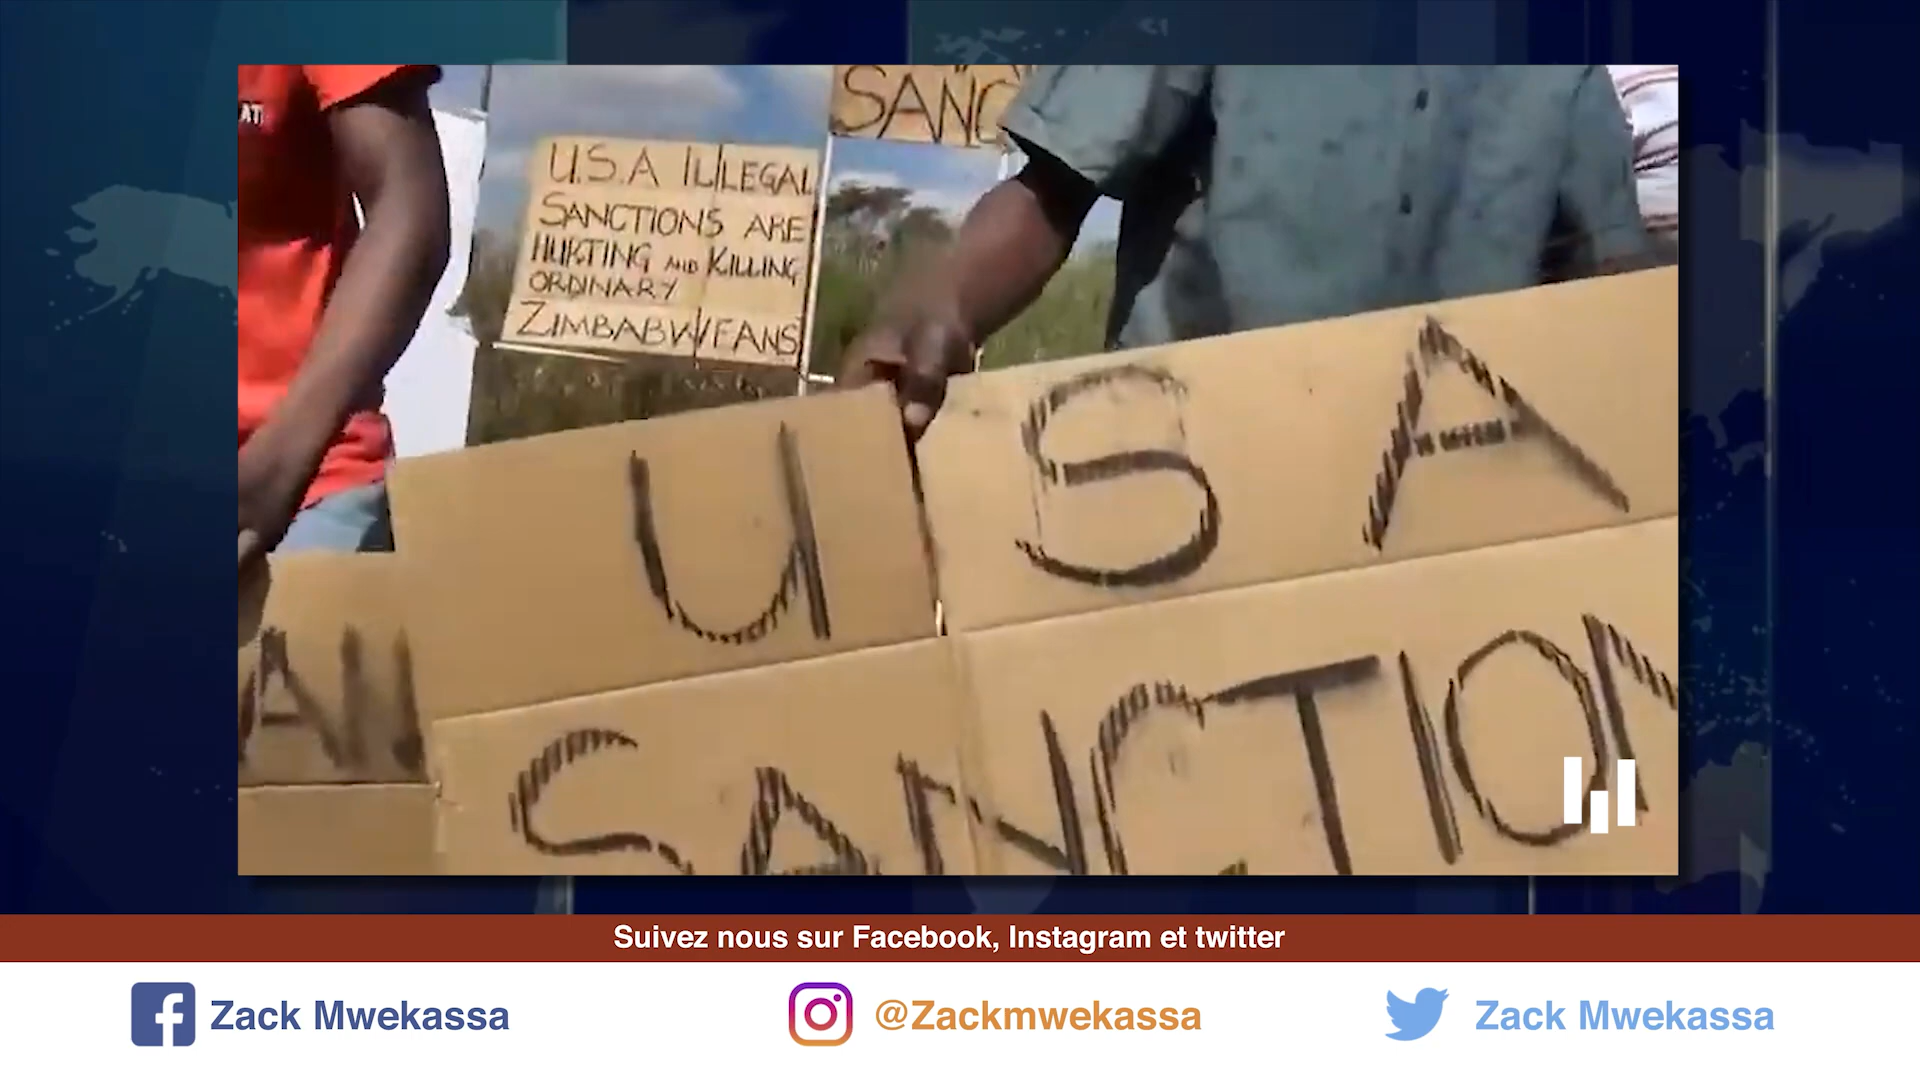 AT
SANC
U.S.A ILLEGAL
SANCTIONS ARE
HURTING AND KILLING
ORDINARY
ZIMBABWEANS
U S A
SANCTION
Suivez nous sur Facebook, Instagram et twitter
Zack Mwekassa
@Zackmwekassa
Zack Mwekassa